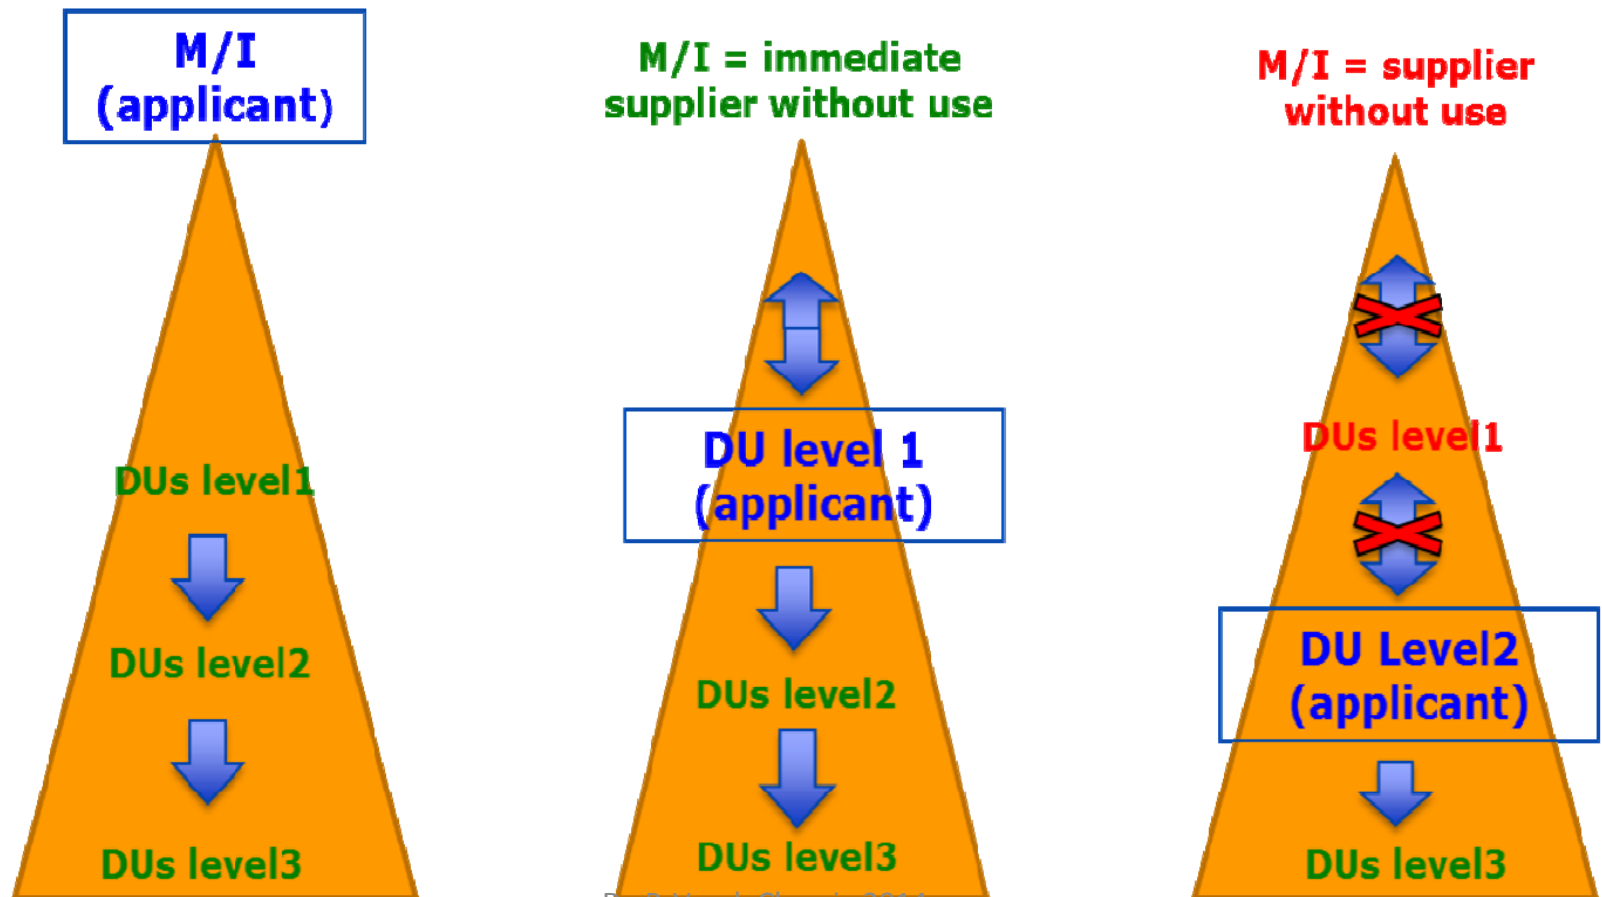 M/I
(applicant)
DUs level1
DUs level2
DUs level3
M/I = immediate
supplier without use
DU level 1
(applicant)
DUs level2
DUs level3
M/I = supplier
without use
DUs level1
DU Level2
(applicant)
DUs level3